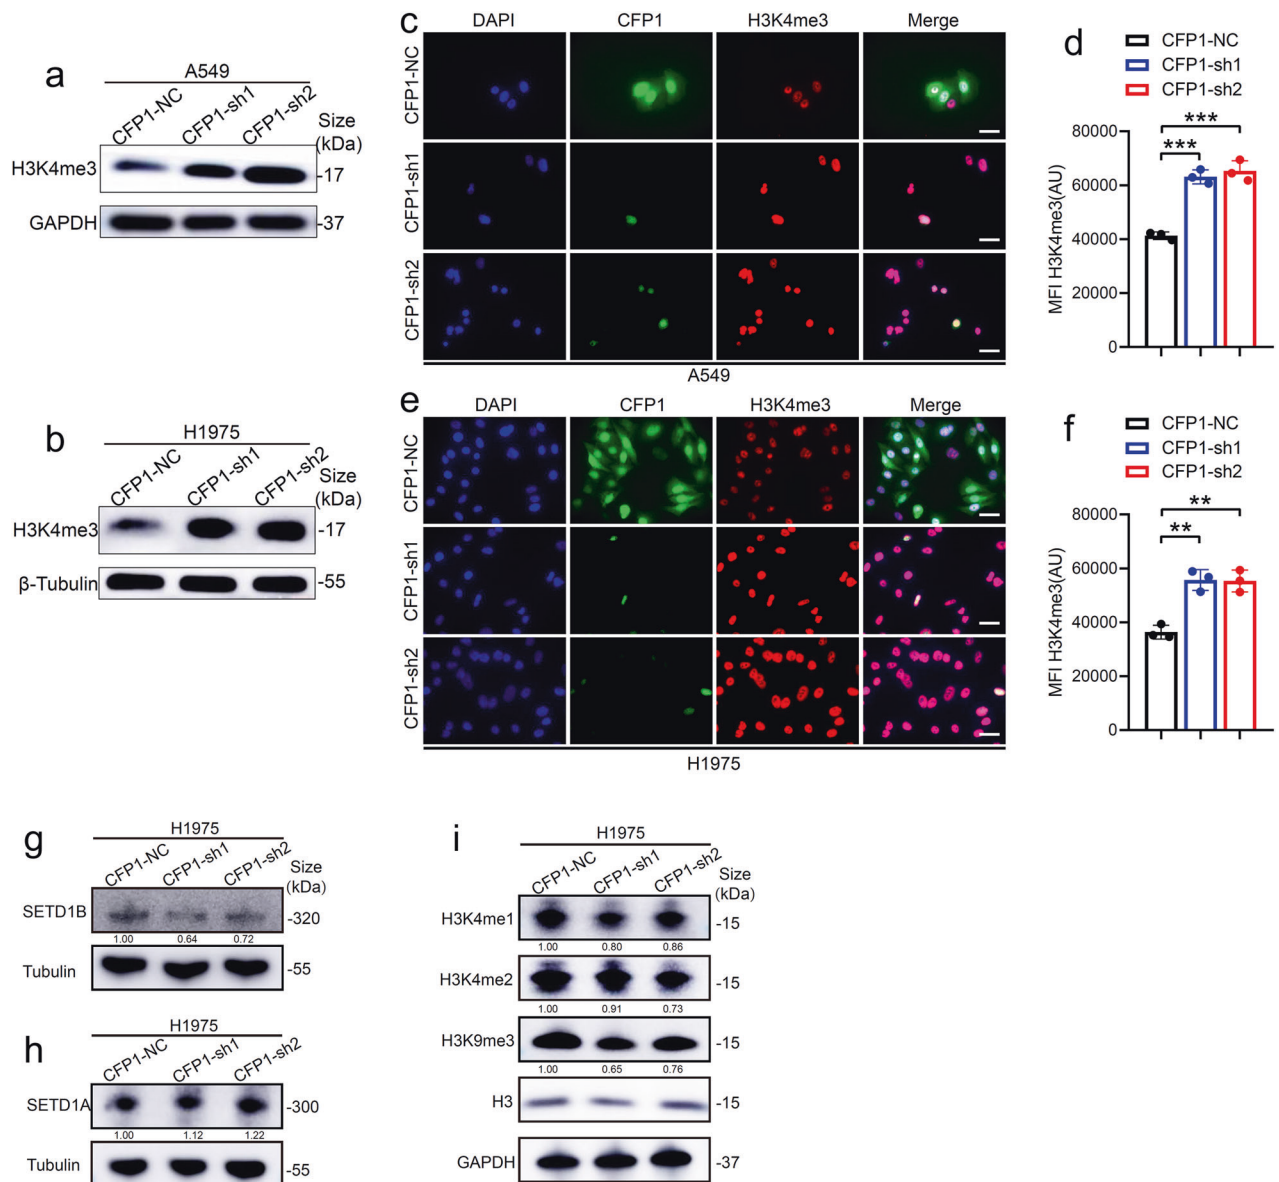 a
A549
CFP1-NC
CFP1-sh1
CFP1-sh2
Size
(kDa)
H3K4me3
-17
GAPDH
-37
b
H1975
CFP1-NC
CFP1-sh1
CFP1-sh2
Size
(kDa)
H3K4me3
-17
β-Tubulin
-55
c
DAPI CFP1 H3K4me3 Merge
CFP1-NC
CFP1-sh1
CFP1-sh2
A549
d
CFP1-NC
CFP1-sh1
CFP1-sh2
MFI H3K4me3(AU)
80000
60000
40000
20000
0
***
***
e
DAPI CFP1 H3K4me3 Merge
CFP1-NC
CFP1-sh1
CFP1-sh2
H1975
f
CFP1-NC
CFP1-sh1
CFP1-sh2
MFI H3K4me3(AU)
80000
60000
40000
20000
0
**
**
g
H1975
CFP1-NC
CFP1-sh1
CFP1-sh2
Size
(kDa)
SETD1B
-320
1.00 0.64 0.72
Tubulin
-55
h
H1975
CFP1-NC
CFP1-sh1
CFP1-sh2
SETD1A
-300
1.00 1.12 1.22
Tubulin
-55
i
H1975
CFP1-NC
CFP1-sh1
CFP1-sh2
Size
(kDa)
H3K4me1
-15
1.00 0.80 0.86
H3K4me2
-15
1.00 0.91 0.73
H3K9me3
-15
1.00 0.65 0.76
H3
-15
GAPDH
-37